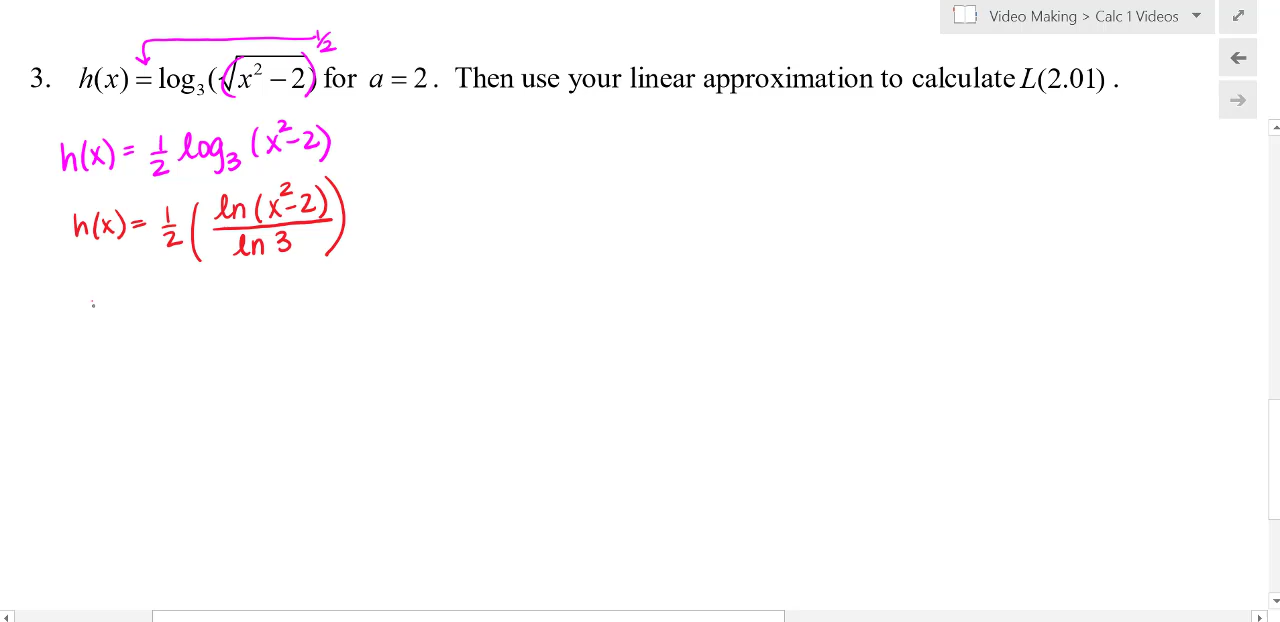 Video Making > Calc 1 Videos
1/2
3. h(x) = log₃(√(x² − 2)) for a = 2. Then use your linear approximation to calculate L(2.01).
h(x) = 1/2 log₃ (x²-2)
h(x) = 1/2 ( ln (x²-2) / ln 3 )